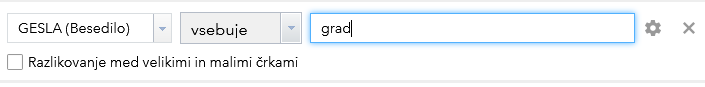 GESLA (Besedilo) vsebuje grad
Razlikovanje med velikimi in malimi črkami